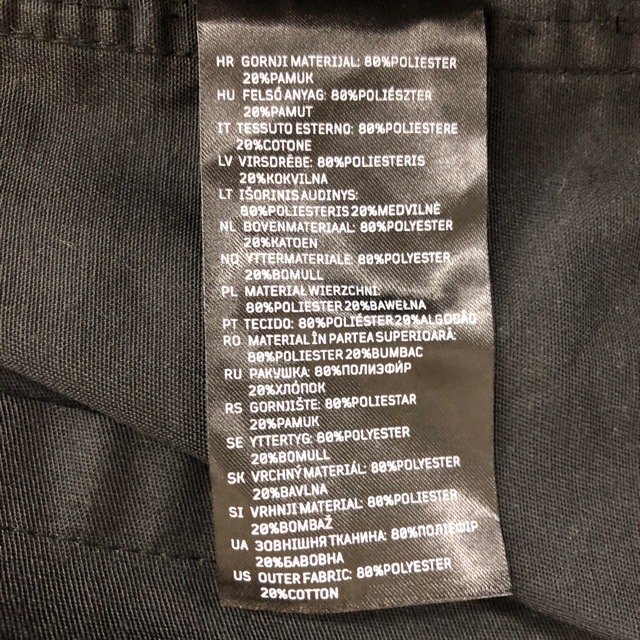 HR GORNJI MATERIJAL: 80%POLIESTER
20%PAMUK
HU FELSŐ ANYAG: 80%POLIÉSZTER
20%PAMUT
IT TESSUTO ESTERNO: 80%POLIESTERE
20%COTONE
LV VIRSDRĒBE: 80%POLIESTERIS
20%KOKVILNA
LT IŠORINIS AUDINYS:
80%POLIESTERIS 20%MEDVILNĖ
NL BOVENMATERIAAL: 80%POLYESTER
20%KATOEN
NO YTTERMATERIALE: 80%POLYESTER
20%BOMULL
PL MATERIAŁ WIERZCHNI:
80%POLIESTER 20%BAWEŁNA
PT TECIDO: 80%POLIÉSTER 20%ALGODÃO
RO MATERIAL ÎN PARTEA SUPERIOARĂ:
80%POLIESTER 20%BUMBAC
RU РАКУШКА: 80%ПОЛИЭФЙР
20%ХЛОПОК
RS GORNJIŠTE: 80%POLIESTAR
20%PAMUK
SE YTTERTYG: 80%POLYESTER
20%BOMULL
SK VRCHNÝ MATERIÁL: 80%POLYESTER
20%BAVLNA
SI VRHNJI MATERIAL: 80%POLIESTER
20%BOMBAŽ
UA ЗОВНІШНЯ ТКАНИНА: 80%ПОЛІЕФІР
20%БАВОВНА
US OUTER FABRIC: 80%POLYESTER
20%COTTON